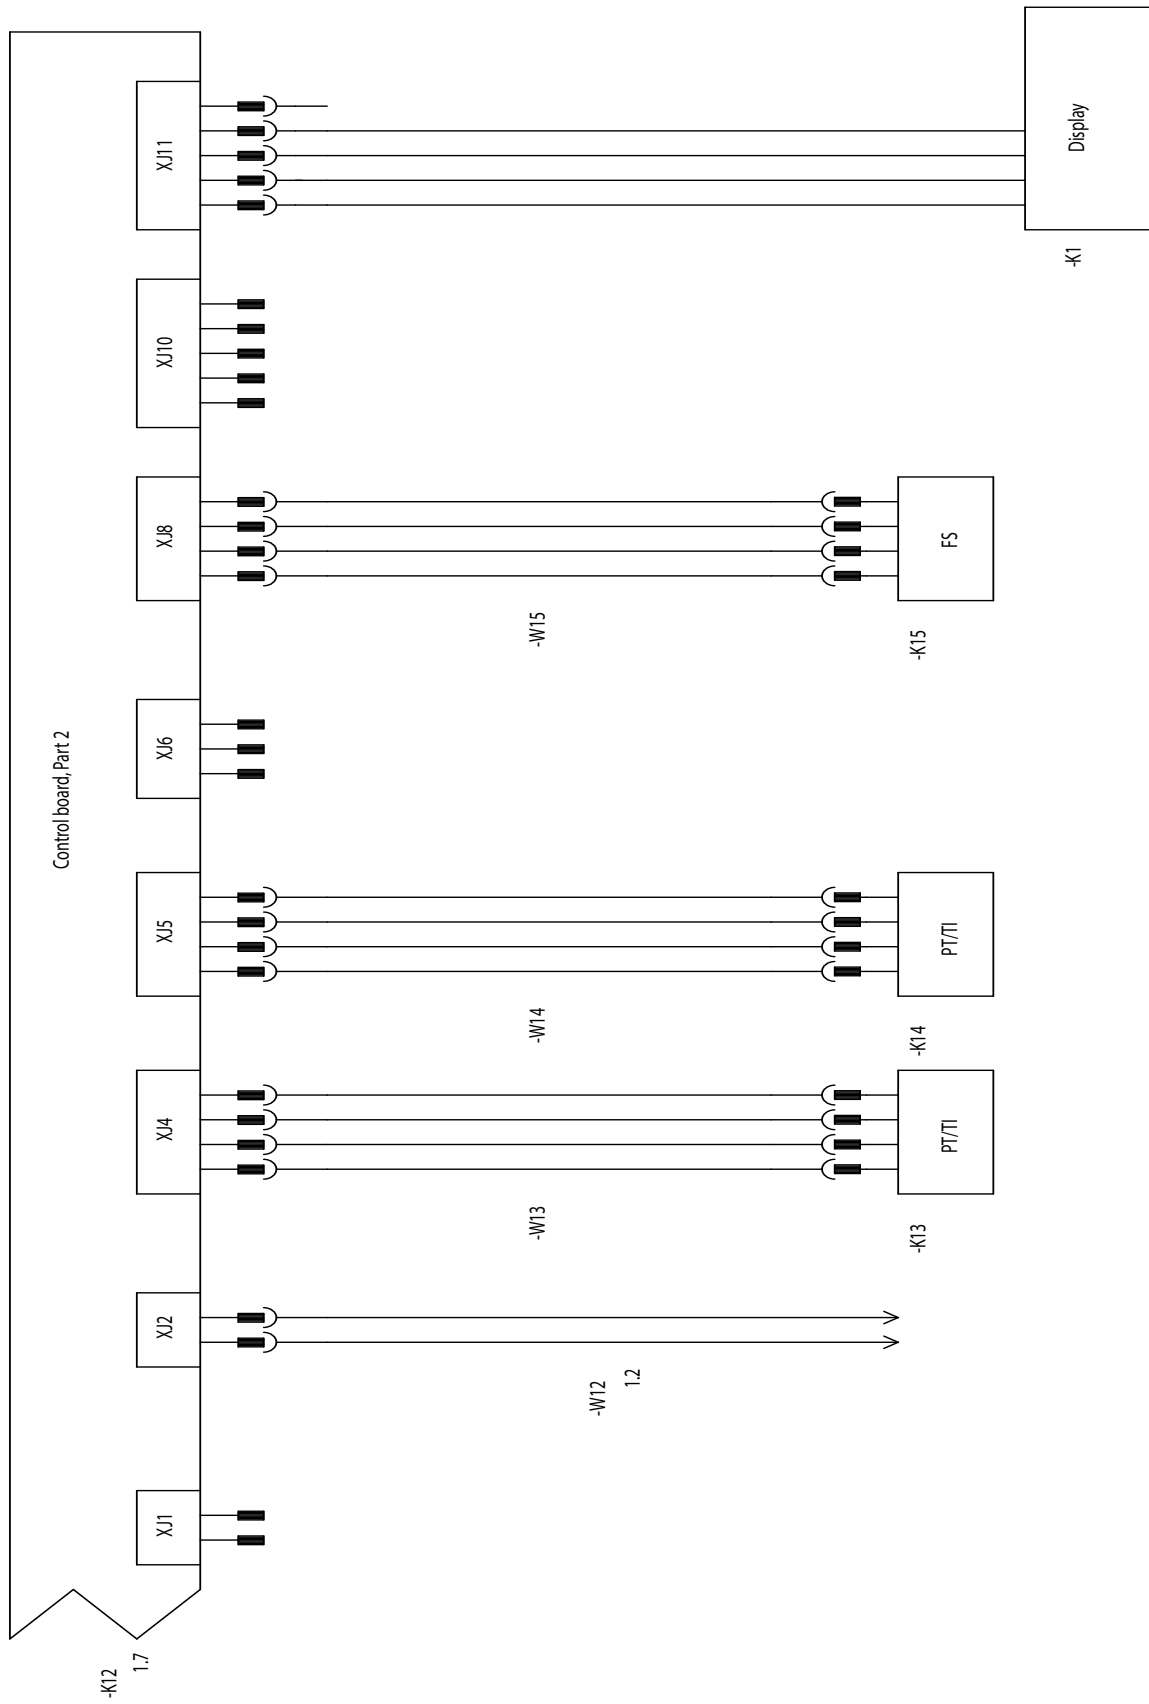 -K12
1.7
Control board, Part 2
XJ1
XJ2
XJ4
XJ5
XJ6
XJ8
XJ10
XJ11
-W12
1.2
-W13
-W14
-W15
-K13
PT/TI
-K14
PT/TI
-K15
FS
-K1
Display